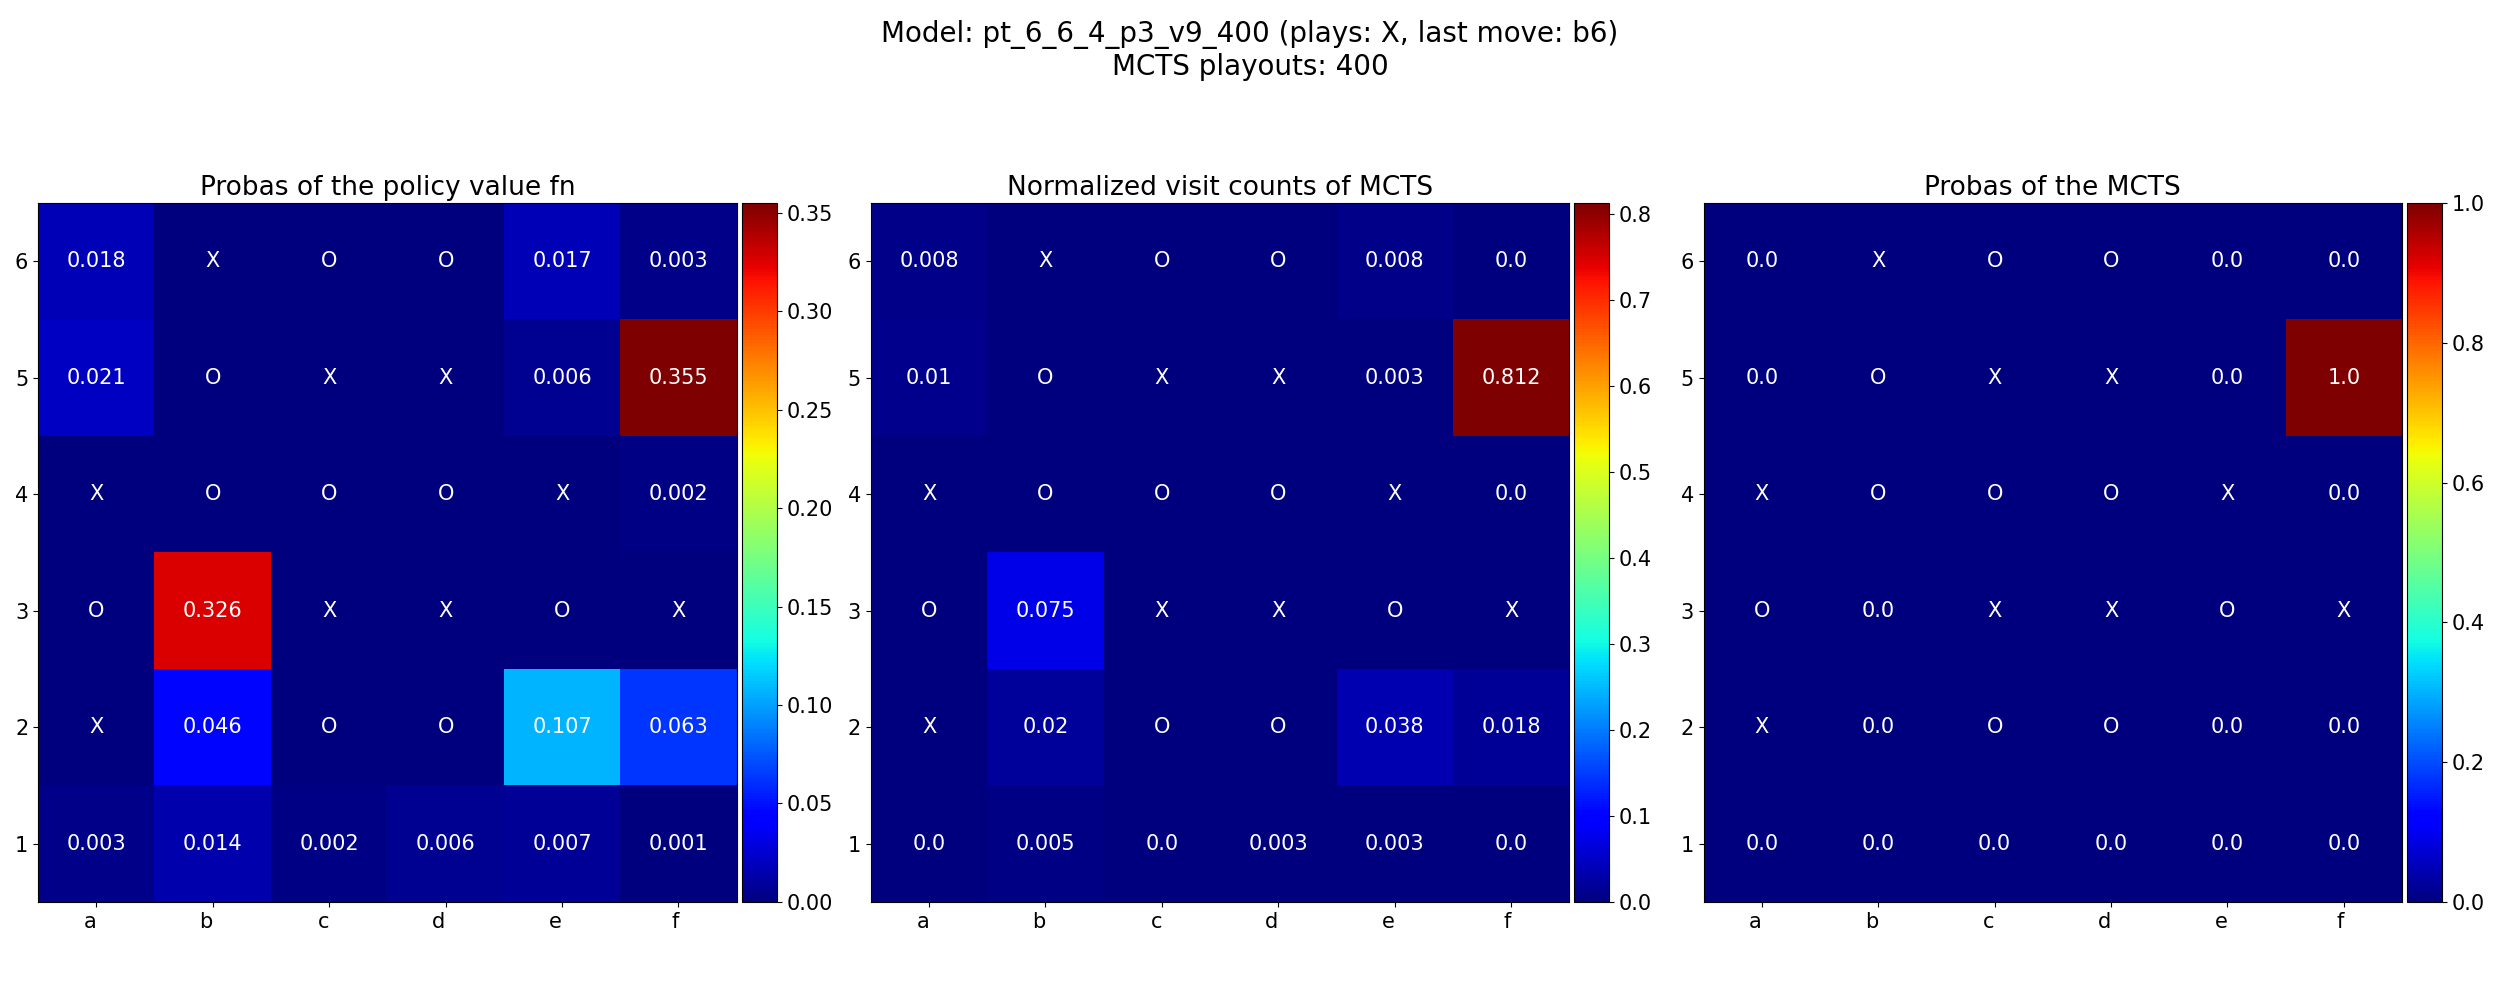 Model: pt_6_6_4_p3_v9_400 (plays: X, last move: b6)
MCTS playouts: 400
Probas of the policy value fn
6 0.018 X O O 0.017 0.003
5 0.021 O X X 0.006 0.355
4 X O O O X 0.002
3 O 0.326 X X O X
2 X 0.046 O O 0.107 0.063
1 0.003 0.014 0.002 0.006 0.007 0.001
a b c d e f
0.35
0.30
0.25
0.20
0.15
0.10
0.05
0.00
Normalized visit counts of MCTS
6 0.008 X O O 0.008 0.0
5 0.01 O X X 0.003 0.812
4 X O O O X 0.0
3 O 0.075 X X O X
2 X 0.02 O O 0.038 0.018
1 0.0 0.005 0.0 0.003 0.003 0.0
a b c d e f
0.8
0.7
0.6
0.5
0.4
0.3
0.2
0.1
0.0
Probas of the MCTS
6 0.0 X O O 0.0 0.0
5 0.0 O X X 0.0 1.0
4 X O O O X 0.0
3 O 0.0 X X O X
2 X 0.0 O O 0.0 0.0
1 0.0 0.0 0.0 0.0 0.0 0.0
a b c d e f
1.0
0.8
0.6
0.4
0.2
0.0